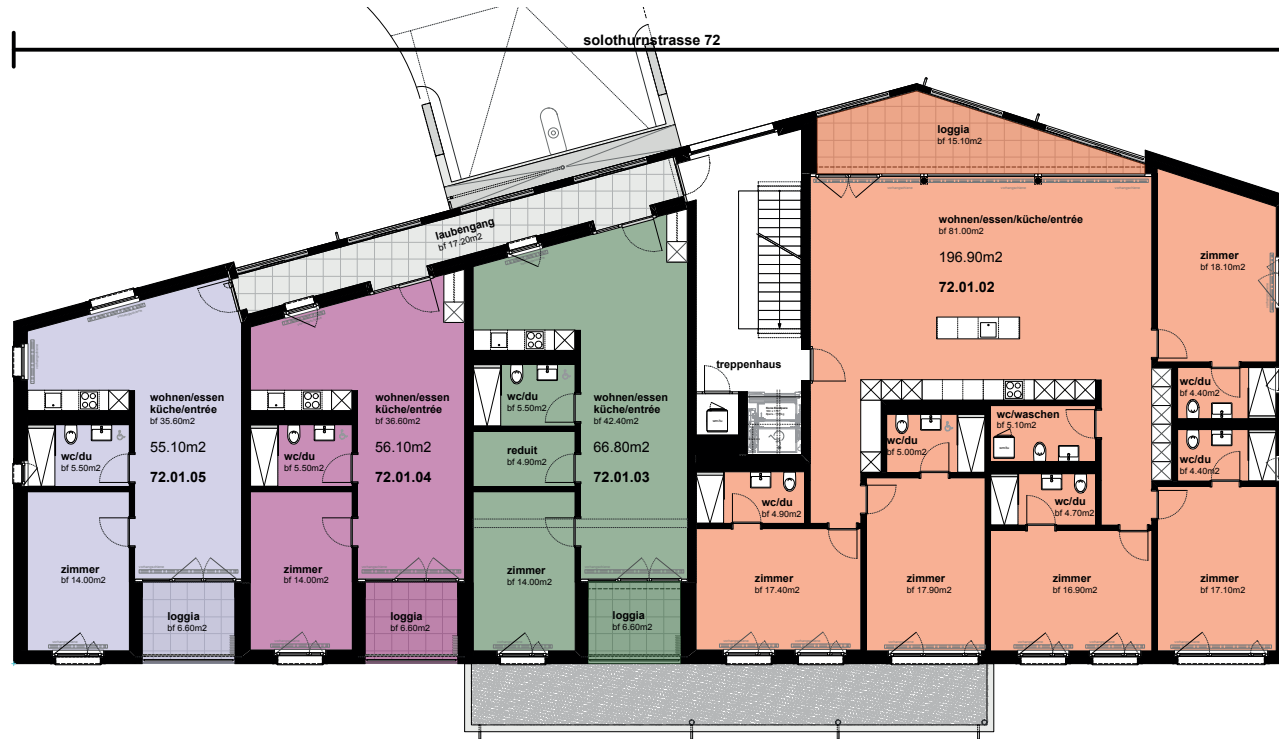 solothurnstrasse 72
loggia
bf 15.10m2
laubengang
bf 17.20m2
wohnen/essen/küche/entrée
bf 81.00m2
196.90m2
72.01.02
zimmer
bf 18.10m2
treppenhaus
wohnen/essen
küche/entrée
bf 35.60m2
55.10m2
72.01.05
wc/du
bf 5.50m2
zimmer
bf 14.00m2
loggia
bf 6.60m2
wohnen/essen
küche/entrée
bf 36.60m2
56.10m2
72.01.04
wc/du
bf 5.50m2
zimmer
bf 14.00m2
loggia
bf 6.60m2
wc/du
bf 5.50m2
reduit
bf 4.90m2
wohnen/essen
küche/entrée
bf 42.40m2
66.80m2
72.01.03
zimmer
bf 14.00m2
loggia
bf 6.60m2
wc/du
bf 4.90m2
zimmer
bf 17.40m2
wc/du
bf 5.00m2
zimmer
bf 17.90m2
wc/waschen
bf 5.10m2
wc/du
bf 4.70m2
zimmer
bf 16.90m2
wc/du
bf 4.40m2
wc/du
bf 4.40m2
zimmer
bf 17.10m2